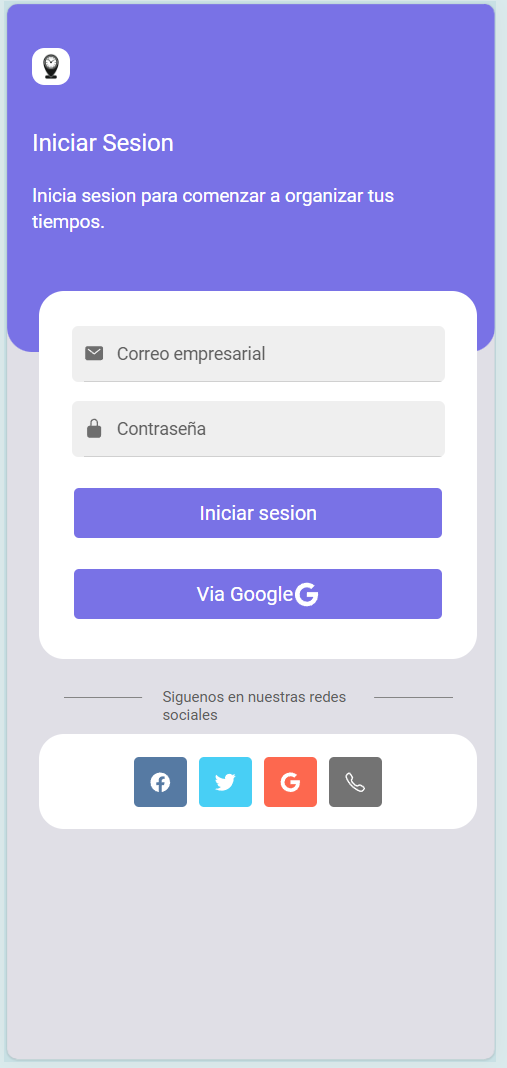 Iniciar Sesion
Inicia sesion para comenzar a organizar tus
tiempos.
Correo empresarial
Contraseña
Iniciar sesion
Via Google
Siguenos en nuestras redes
sociales